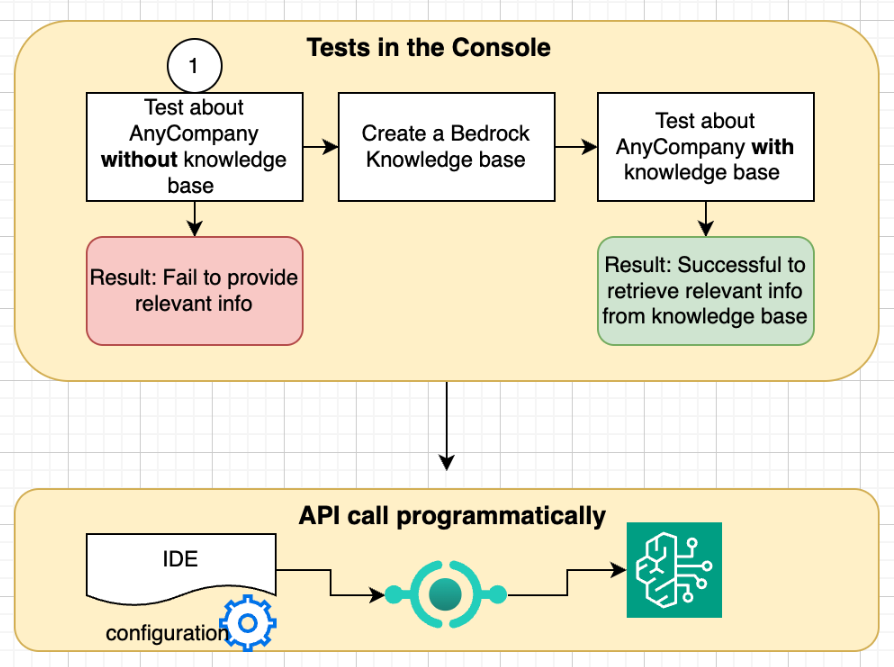 Tests in the Console
1
Test about
AnyCompany
without knowledge
base
Create a Bedrock
Knowledge base
Test about
AnyCompany with
knowledge base
Result: Fail to provide
relevant info
Result: Successful to
retrieve relevant info
from knowledge base
API call programmatically
IDE
configuration